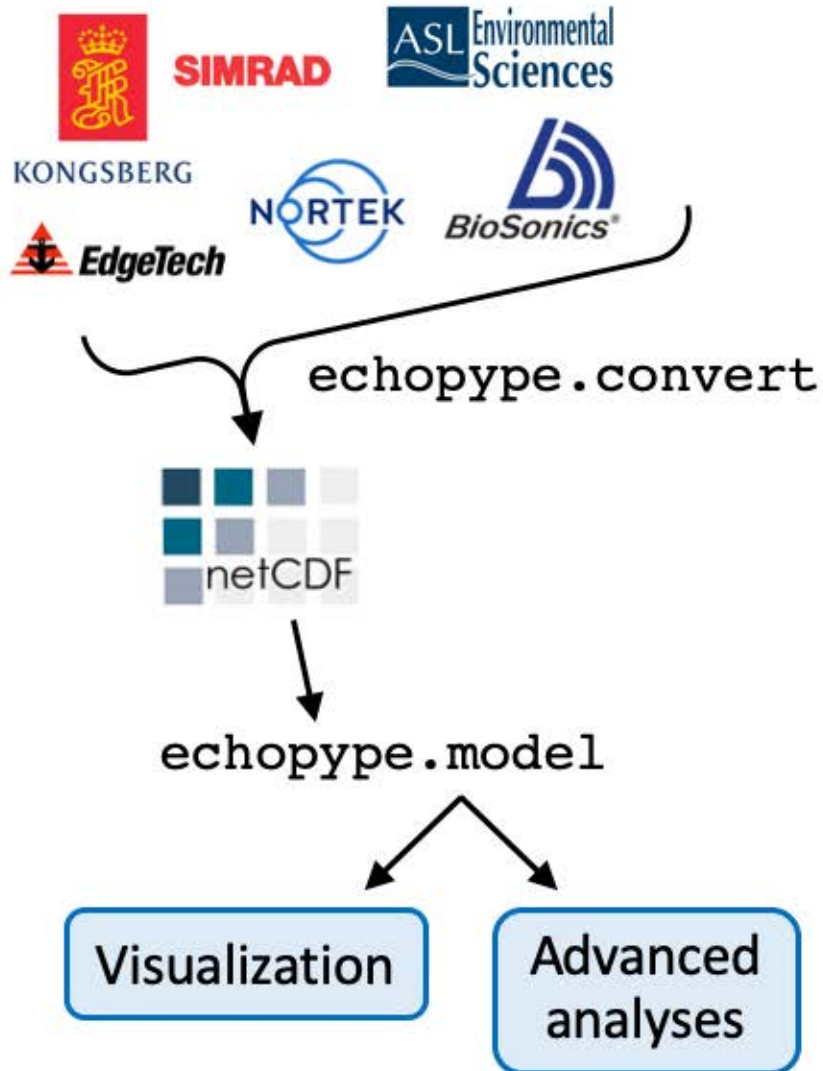 SIMRAD
ASL Environmental
Sciences
KONGSBERG
NORTEK
BioSonics®
EdgeTech
echopype.convert
netCDF
echopype.model
Visualization
Advanced
analyses